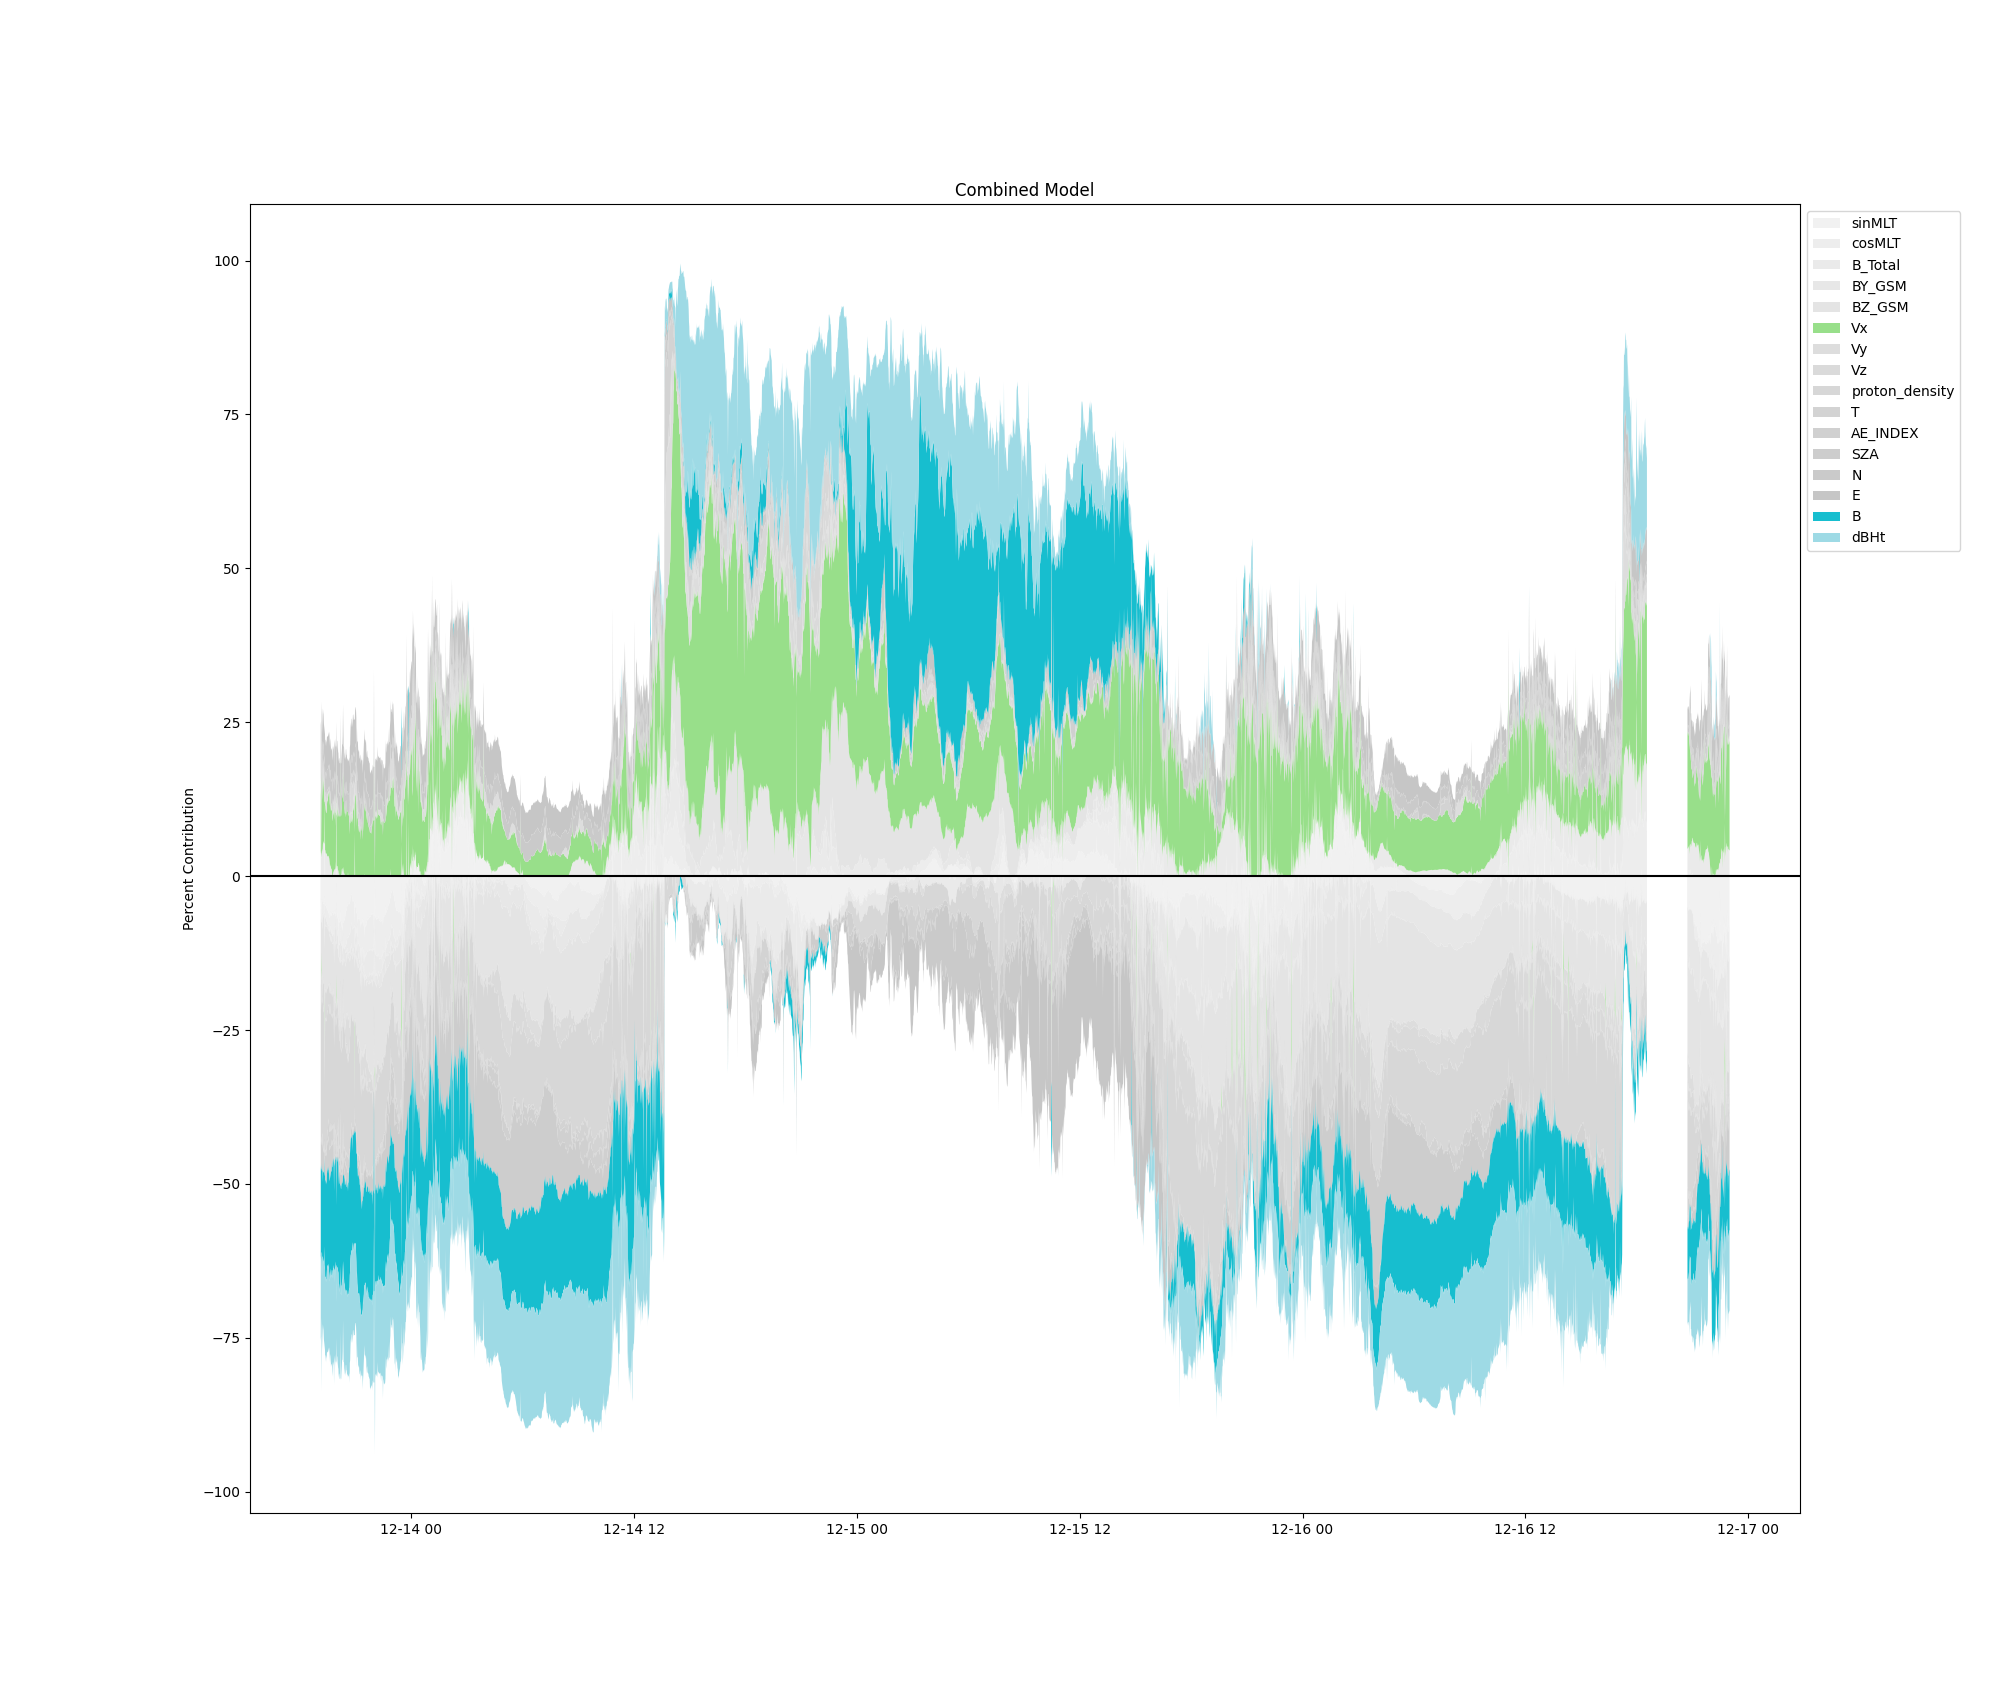 Combined Model
Percent Contribution
100
75
50
25
0
−25
−50
−75
−100
12-14 00
12-14 12
12-15 00
12-15 12
12-16 00
12-16 12
12-17 00
sinMLT
cosMLT
B_Total
BY_GSM
BZ_GSM
Vx
Vy
Vz
proton_density
T
AE_INDEX
SZA
N
E
B
dBHt